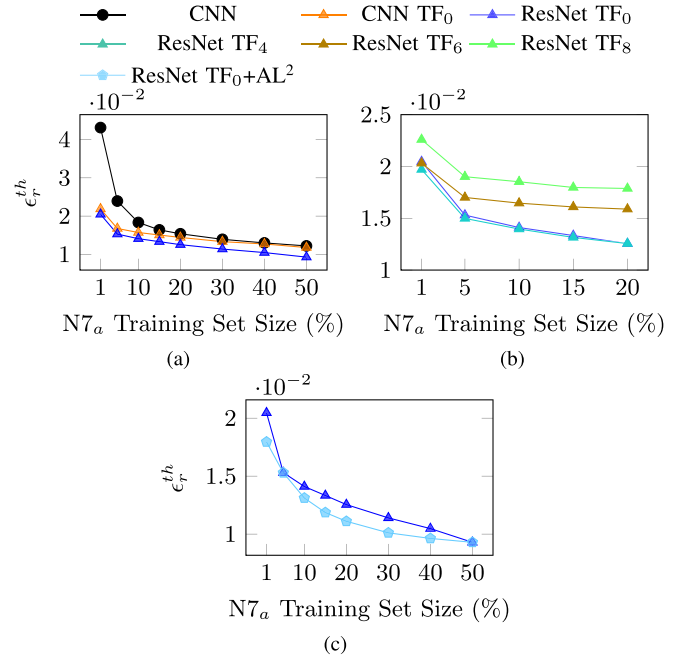 CNN CNN TF₀ ResNet TF₀
ResNet TF₄ ResNet TF₆ ResNet TF₈
ResNet TF₀+AL²
·10⁻²
4
3
2
1
ϵᵣᵗʰ
1 10 20 30 40 50
N7ₐ Training Set Size (%)
(a)
·10⁻²
2.5
2
1.5
1
1 5 10 15 20
N7ₐ Training Set Size (%)
(b)
·10⁻²
2
1.5
1
ϵᵣᵗʰ
1 10 20 30 40 50
N7ₐ Training Set Size (%)
(c)